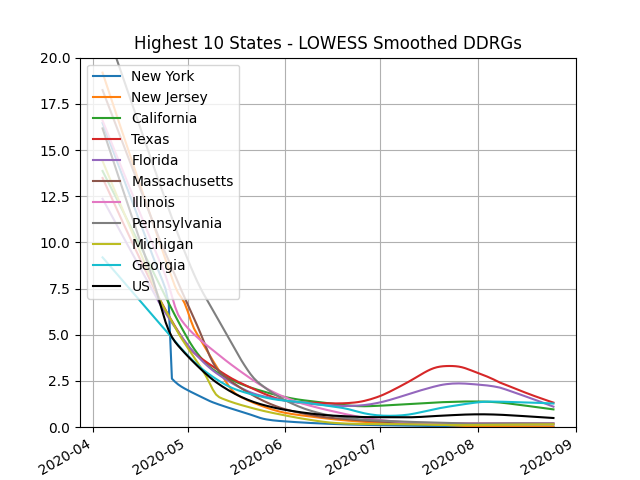 Highest 10 States - LOWESS Smoothed DDRGs
20.0
17.5
15.0
12.5
10.0
7.5
5.0
2.5
0.0
New York
New Jersey
California
Texas
Florida
Massachusetts
Illinois
Pennsylvania
Michigan
Georgia
US
2020-04
2020-05
2020-06
2020-07
2020-08
2020-09